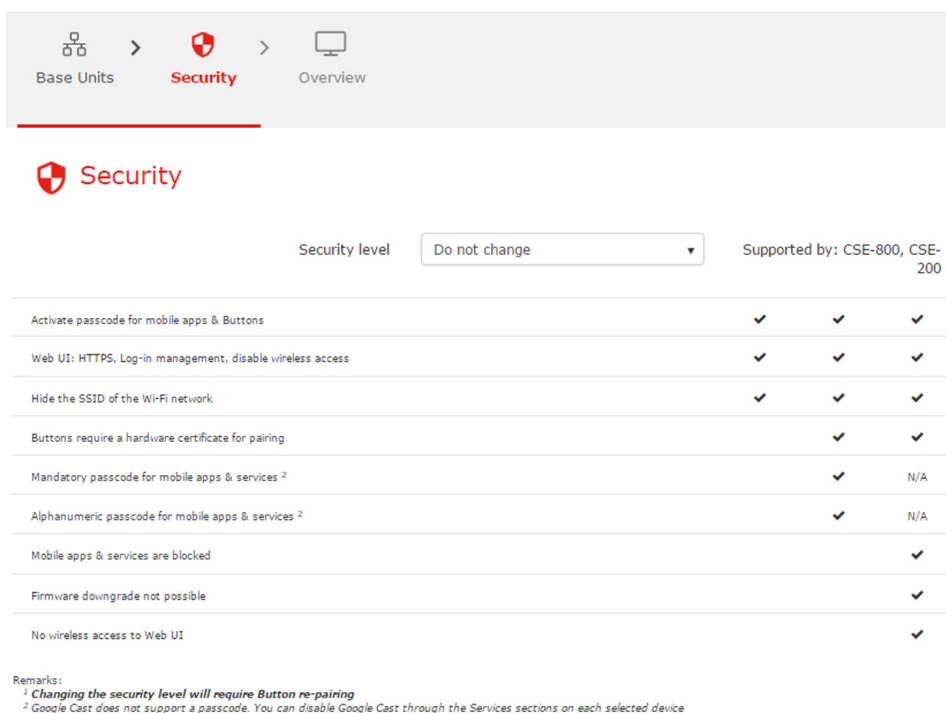 Base Units
Security
Overview
Security
Security level
Do not change
Supported by: CSE-800, CSE-
200
Activate passcode for mobile apps & Buttons
Web UI: HTTPS, Log-in management, disable wireless access
Hide the SSID of the Wi-Fi network
Buttons require a hardware certificate for pairing
Mandatory passcode for mobile apps & services ² N/A
Alphanumeric passcode for mobile apps & services ² N/A
Mobile apps & services are blocked
Firmware downgrade not possible
No wireless access to Web UI
Remarks:
¹ Changing the security level will require Button re-pairing
² Google Cast does not support a passcode. You can disable Google Cast through the Services sections on each selected device